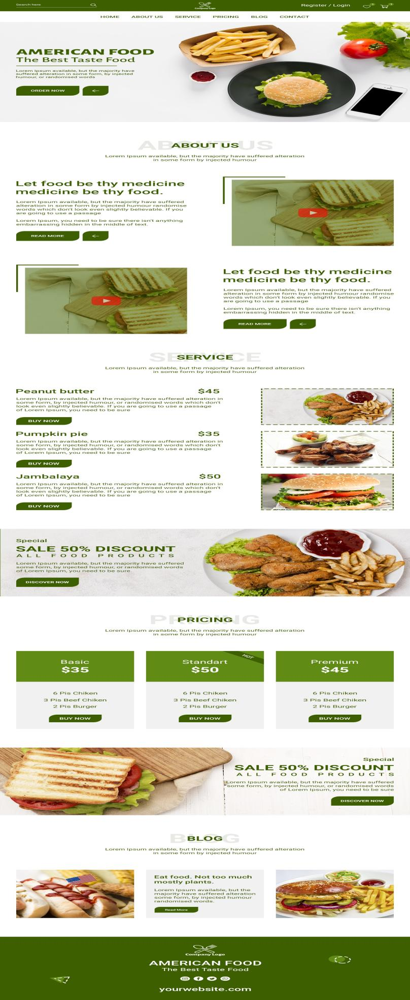 Search here
Company Logo
Register / Login
3
1
HOME ABOUT US SERVICE PRICING BLOG CONTACT
AMERICAN FOOD
The Best Taste Food
Lorem Ipsum available, but the majority have
suffered alteration in some form, by injected
humour, or randomised words
ORDER NOW
ABOUT US
ABOUT US
Lorem Ipsum available, but the majority have suffered alteration
in some form by injected humour
Let food be thy medicine
medicine be thy food.
Lorem Ipsum available, but the majority have suffered
alteration in some form by injected humour randomise
words which don't look even slightly believable. If you
are going to use a passage
Lorem Ipsum, you need to be sure there isn't anything
embarrassing hidden in the middle of text.
READ MORE
Let food be thy medicine
medicine be thy food.
Lorem Ipsum available, but the majority have suffered
alteration in some form by injected humour randomise
words which don't look even slightly believable. If you
are going to use a passage
Lorem Ipsum, you need to be sure there isn't anything
embarrassing hidden in the middle of text.
READ MORE
SERVICE
SERVICE
Lorem Ipsum available, but the majority have suffered alteration
in some form by injected humour
Peanut butter $45
Lorem Ipsum available, but the majority have suffered alteration in
some form, by injected humour, or randomised words which don't
look even slightly believable. If you are going to use a passage
of Lorem Ipsum, you need to be sure
BUY NOW
Pumpkin pie $35
Lorem Ipsum available, but the majority have suffered alteration in
some form, by injected humour, or randomised words which don't
look even slightly believable. If you are going to use a passage
of Lorem Ipsum, you need to be sure
BUY NOW
Jambalaya $50
Lorem Ipsum available, but the majority have suffered alteration in
some form, by injected humour, or randomised words which don't
look even slightly believable. If you are going to use a passage
of Lorem Ipsum, you need to be sure
BUY NOW
Special
SALE 50% DISCOUNT
ALL FOOD PRODUCTS
Lorem Ipsum available, but the majority have suffered
some form, by injected humour, or randomised words
of Lorem Ipsum, you need to be sure.
DISCOVER NOW
PRICING
PRICING
Lorem Ipsum available, but the majority have suffered alteration
in some form by injected humour
Basic
$35
6 Pis Chiken
3 Pis Beef Chiken
2 Pis Burger
BUY NOW
HOT
Standart
$50
6 Pis Chiken
3 Pis Beef Chiken
2 Pis Burger
BUY NOW
Premium
$45
6 Pis Chiken
3 Pis Beef Chiken
2 Pis Burger
BUY NOW
Special
SALE 50% DISCOUNT
ALL FOOD PRODUCTS
Lorem Ipsum available, but the majority have suffered
some form, by injected humour, or randomised words
of Lorem Ipsum, you need to be sure
DISCOVER NOW
BLOG
BLOG
Lorem Ipsum available, but the majority have suffered alteration
in some form by injected humour
Eat food. Not too much
mostly plants.
Lorem Ipsum available, but the
majority have suffered alteration
some form, by injected humour
randomised words.
Read More
Company Logo
AMERICAN FOOD
The Best Taste Food
yourwebsite.com